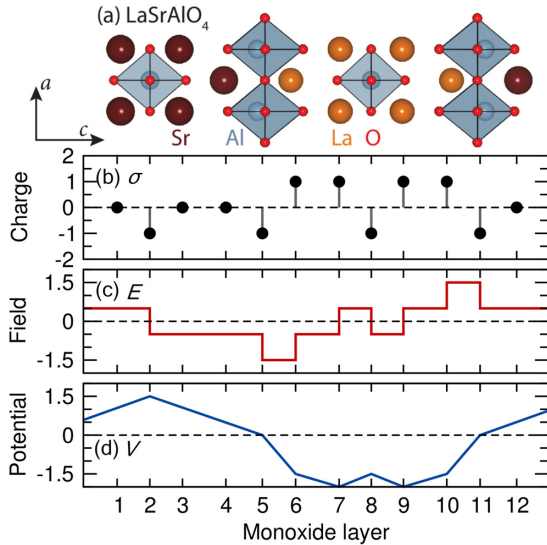 (a) LaSrAlO4
a
c
Sr Al La O
(b) σ
Charge
2
1
0
-1
-2
(c) E
Field
1.5
0
-1.5
Potential
1.5
0
-1.5
(d) V
1 2 3 4 5 6 7 8 9 10 11 12
Monoxide layer